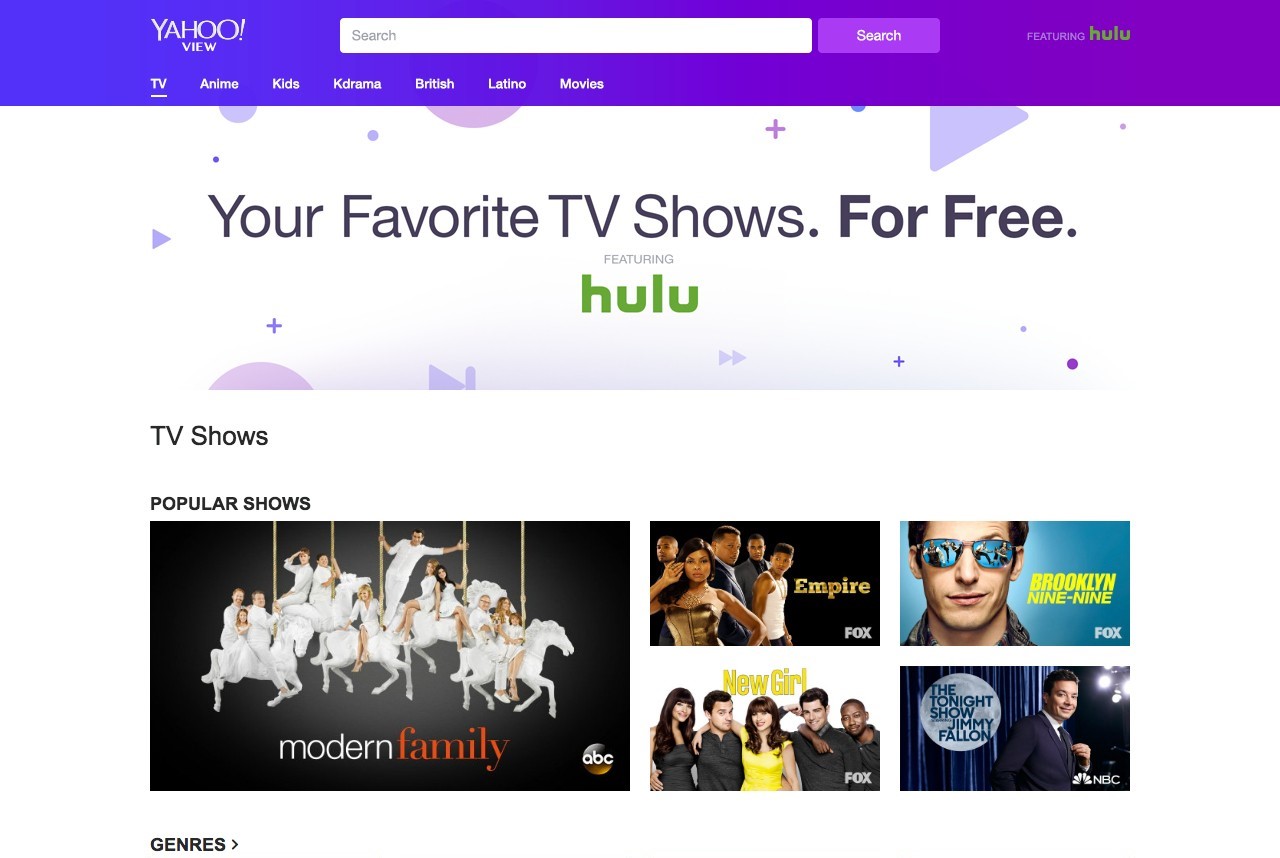 YAHOO!
VIEW
Search
Search
FEATURING hulu
TV Anime Kids Kdrama British Latino Movies
Your Favorite TV Shows. For Free.
FEATURING
hulu
TV Shows
POPULAR SHOWS
modern family
abc
Empire
FOX
BROOKLYN
NINE-NINE
FOX
New Girl
FOX
THE
TONIGHT
SHOW
JIMMY
FALLON
NBC
GENRES >